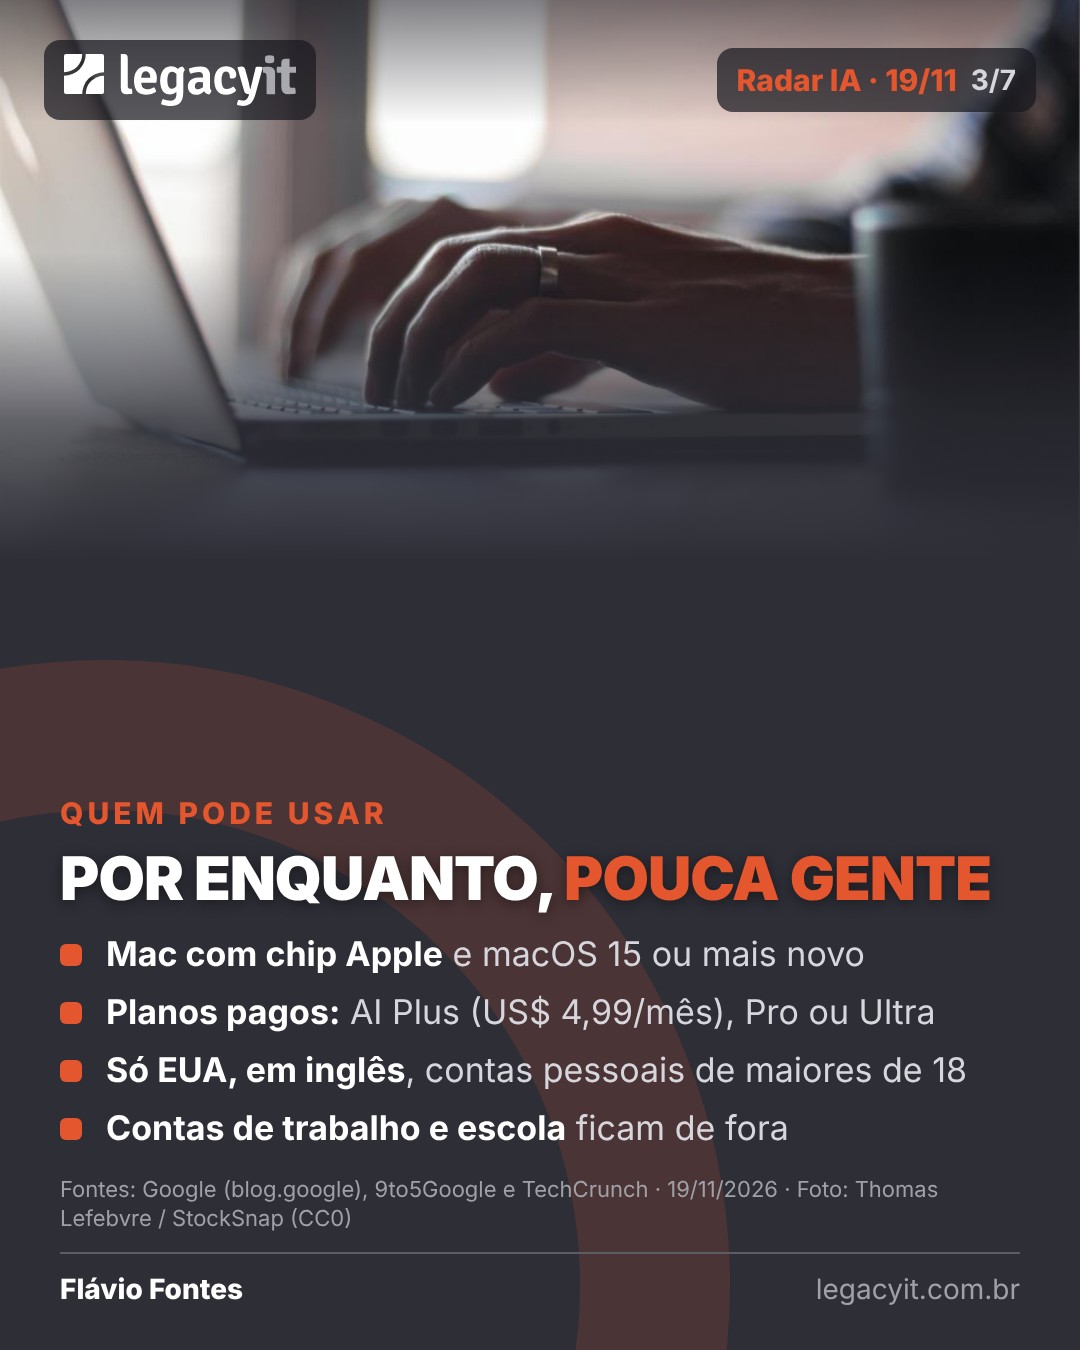 legacyit
Radar IA · 19/11 3/7
QUEM PODE USAR
POR ENQUANTO, POUCA GENTE
Mac com chip Apple e macOS 15 ou mais novo
Planos pagos: AI Plus (US$ 4,99/mês), Pro ou Ultra
Só EUA, em inglês, contas pessoais de maiores de 18
Contas de trabalho e escola ficam de fora
Fontes: Google (blog.google), 9to5Google e TechCrunch · 19/11/2026 · Foto: Thomas
Lefebvre / StockSnap (CC0)
Flávio Fontes
legacyit.com.br